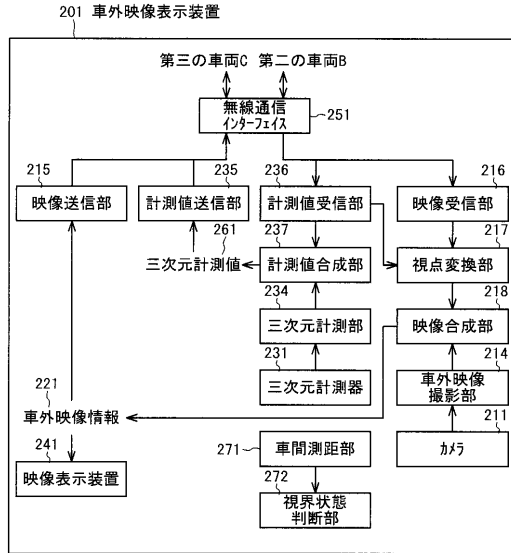 201 車外映像表示装置
第三の車両C 第二の車両B
無線通信
インターフェイス
251
215
235
236
216
映像送信部
計測値送信部
計測値受信部
映像受信部
261
237
217
三次元計測値
計測値合成部
視点変換部
234
218
三次元計測部
映像合成部
231
214
221
三次元計測器
車外映像
撮影部
車外映像情報
211
241
271
車間測距部
カメラ
映像表示装置
272
視界状態
判断部